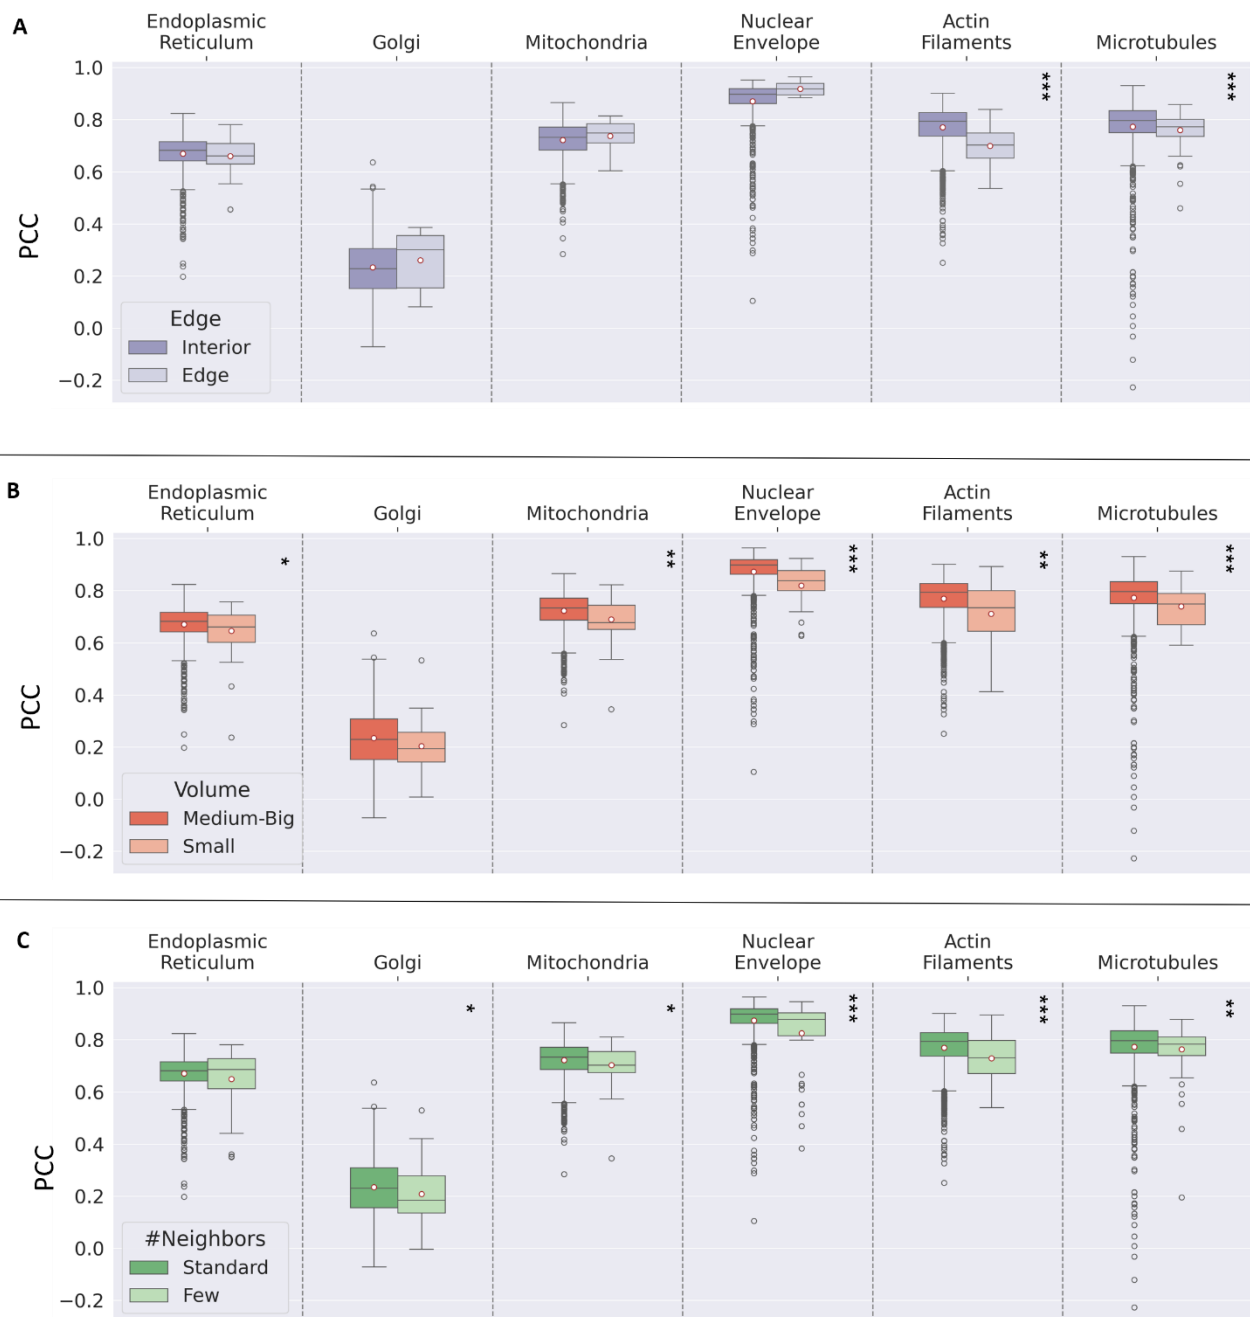 A
Endoplasmic
Reticulum
Golgi
Mitochondria
Nuclear
Envelope
Actin
Filaments
Microtubules
1.0
0.8
0.6
0.4
0.2
0.0
−0.2
PCC
***
***
Edge
Interior
Edge
B
Endoplasmic
Reticulum
Golgi
Mitochondria
Nuclear
Envelope
Actin
Filaments
Microtubules
1.0
0.8
0.6
0.4
0.2
0.0
−0.2
PCC
*
**
***
**
***
Volume
Medium-Big
Small
C
Endoplasmic
Reticulum
Golgi
Mitochondria
Nuclear
Envelope
Actin
Filaments
Microtubules
1.0
0.8
0.6
0.4
0.2
0.0
−0.2
PCC
*
*
***
***
**
#Neighbors
Standard
Few